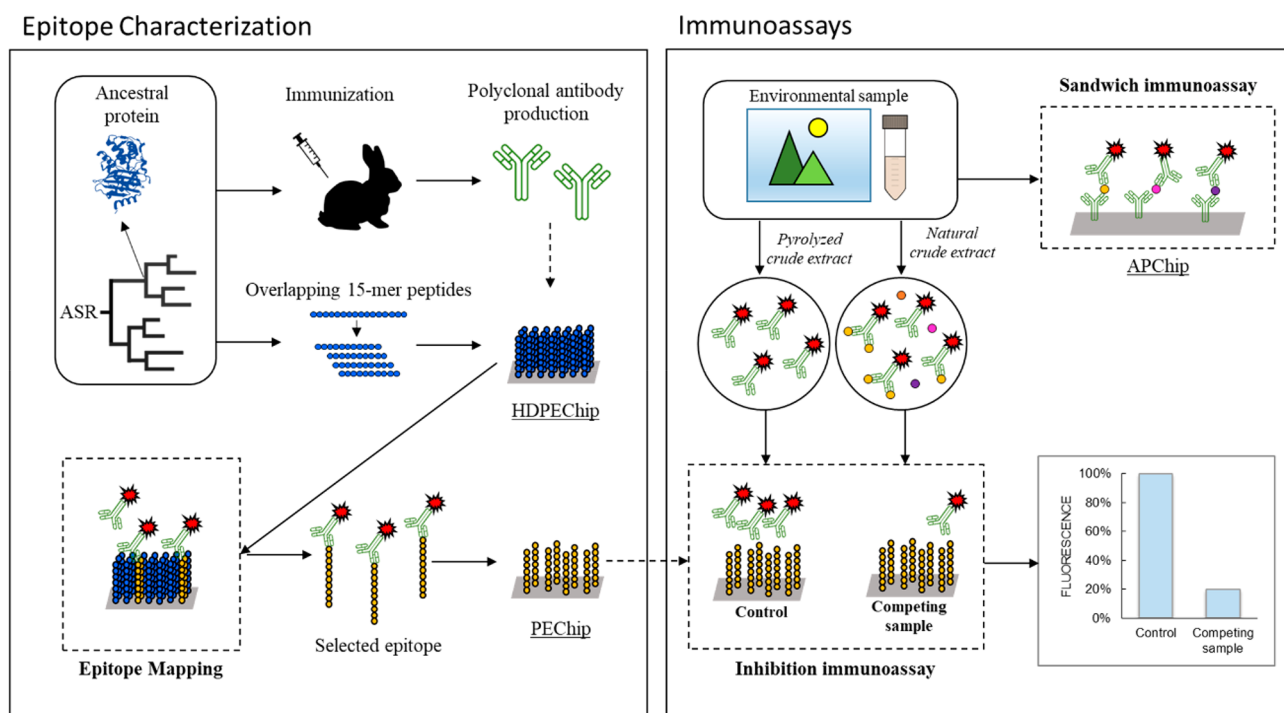 Epitope Characterization
Ancestral
protein
ASR
Immunization
Polyclonal antibody
production
Overlapping 15-mer peptides
HDPEChip
Epitope Mapping
Selected epitope
PEChip
Immunoassays
Environmental sample
Sandwich immunoassay
APChip
Pyrolyzed
crude extract
Natural
crude extract
Control
Competing
sample
Inhibition immunoassay
FLUORESCENCE
100%
80%
60%
40%
20%
0%
Control
Competing
sample